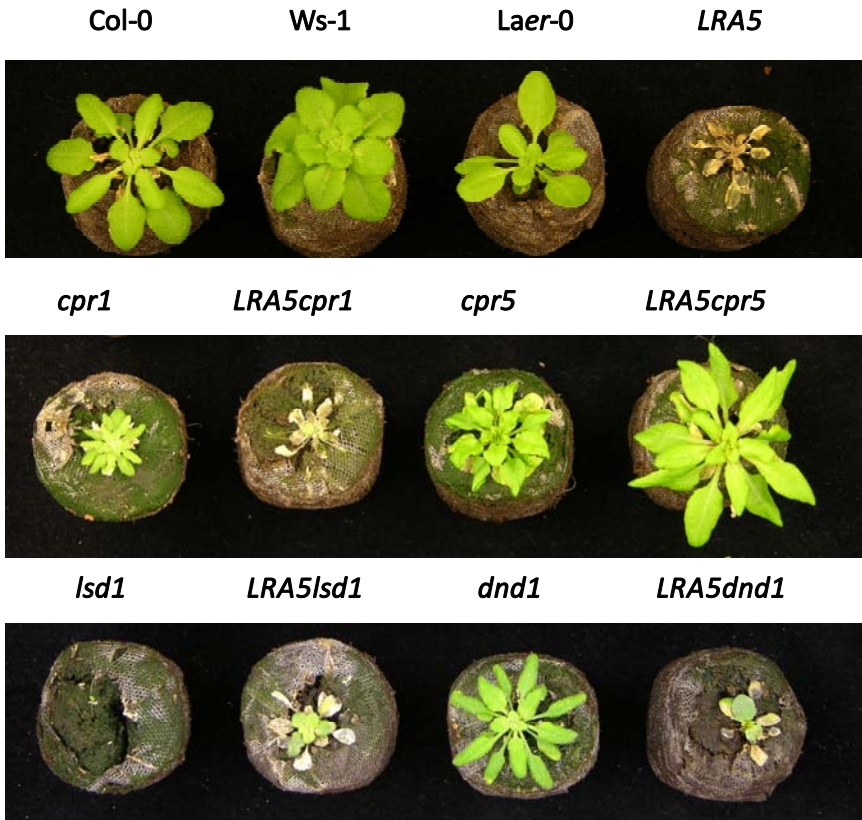 Col-0 Ws-1 Laer-0 LRA5
cpr1 LRA5cpr1 cpr5 LRA5cpr5
lsd1 LRA5lsd1 dnd1 LRA5dnd1